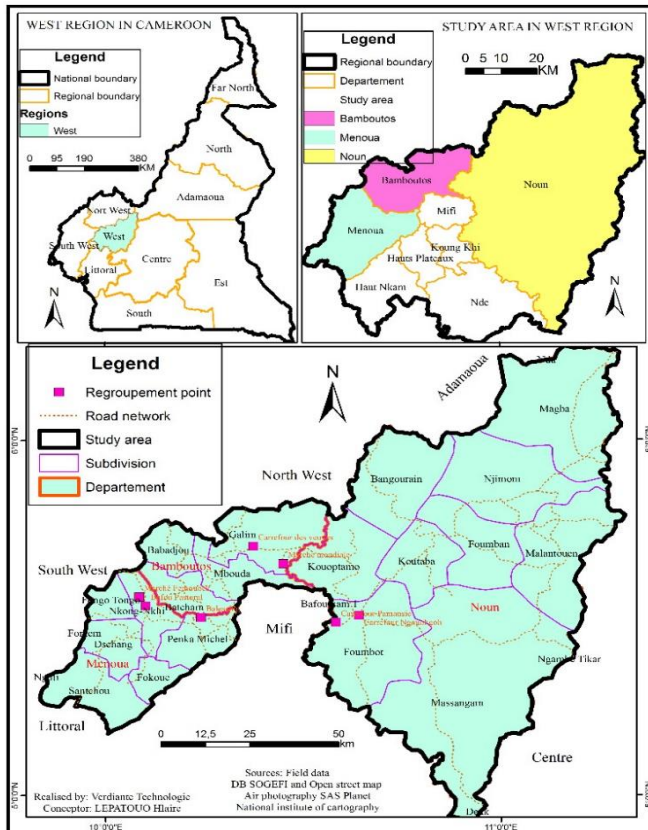 WEST REGION IN CAMEROON
Legend
National boundary
Regional boundary
Regions
West
0 95 190 380
KM
Far North
North
Adamaoua
Nort West
West
South West
Littoral
Centre
Est
South
N
STUDY AREA IN WEST REGION
Legend
Regional boundary
Departement
Study area
Bamboutos
Menoua
Noun
0 5 10 20
KM
Bamboutos
Noun
Mifi
Menoua
Koung Khi
Hauts Plateaux
Haut Nkam
Nde
N
Legend
Regroupement point
Road network
Study area
Subdivision
Departement
N
Adamaoua
Magba
North West
Bangourain
Njimom
Galim
Carrefour des
Babadjou
Bamboutos
Foumban
Koutaba
Malantouen
South West
Mbouda
Kouoptamo
Noun
Nkong-Nkhi
Batcham
Bafoussam 1
Mifi
Penka Michel
Dschang
Foumbot
Ngambe Tikar
Menoua
Fokoue
Santchou
Massangam
Littoral
0 12,5 25 50
km
Centre
Realised by: Verdiante Technologie
Conceptor: LEPATOUO Hlaire
Sources: Field data
DB SOGEFI and Open street map
Air photography SAS Planet
National institute of cartography
10°0'0"E
11°0'0"E